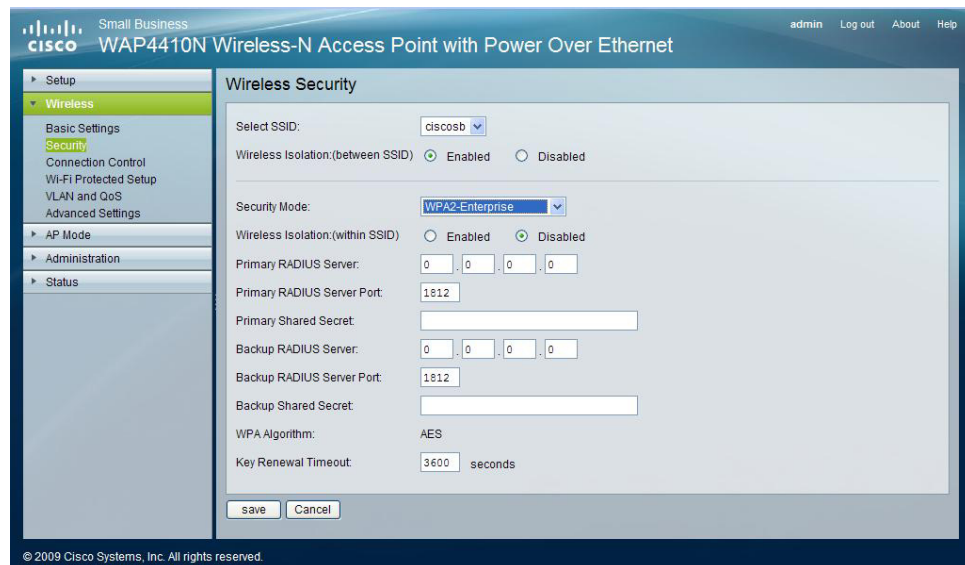 Small Business
CISCO WAP4410N Wireless-N Access Point with Power Over Ethernet
admin Log out About Help
Setup
Wireless
Basic Settings
Security
Connection Control
Wi-Fi Protected Setup
VLAN and QoS
Advanced Settings
AP Mode
Administration
Status
Wireless Security
Select SSID: ciscosb
Wireless Isolation:(between SSID) Enabled Disabled
Security Mode: WPA2-Enterprise
Wireless Isolation:(within SSID) Enabled Disabled
Primary RADIUS Server: 0 . 0 . 0 . 0
Primary RADIUS Server Port: 1812
Primary Shared Secret:
Backup RADIUS Server: 0 . 0 . 0 . 0
Backup RADIUS Server Port: 1812
Backup Shared Secret:
WPA Algorithm: AES
Key Renewal Timeout: 3600 seconds
save Cancel
© 2009 Cisco Systems, Inc. All rights reserved.